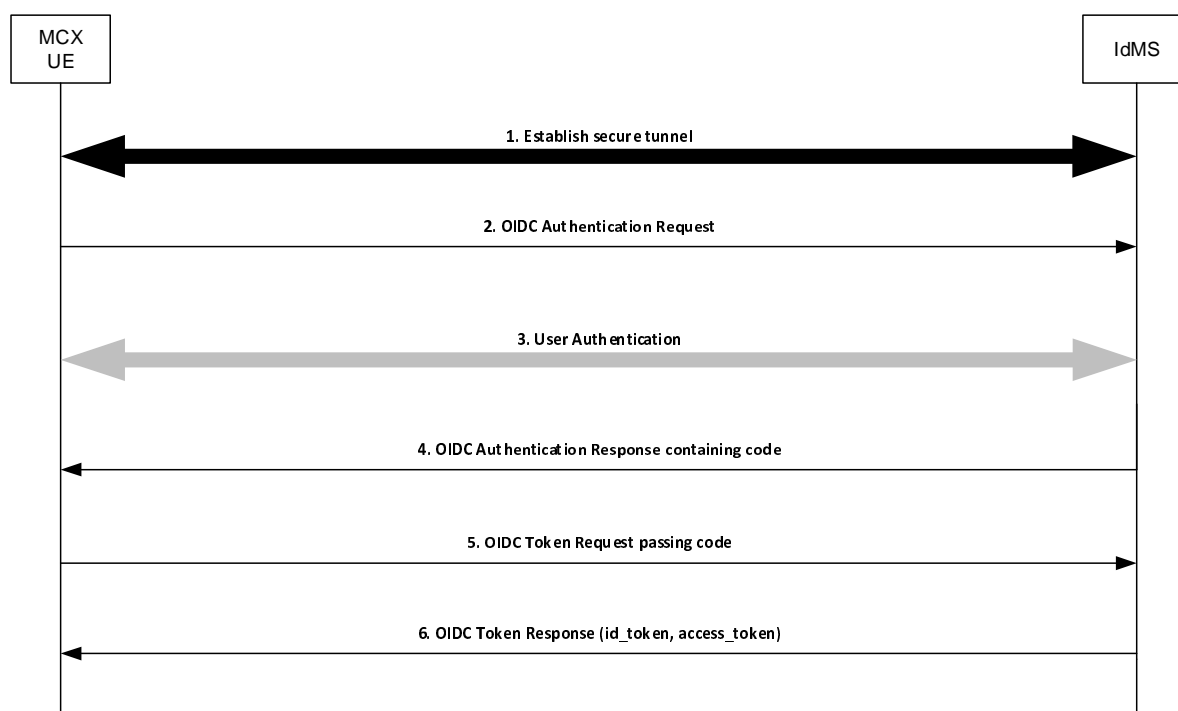 MCX
UE
IdMS
1. Establish secure tunnel
2. OIDC Authentication Request
3. User Authentication
4. OIDC Authentication Response containing code
5. OIDC Token Request passing code
6. OIDC Token Response (id_token, access_token)